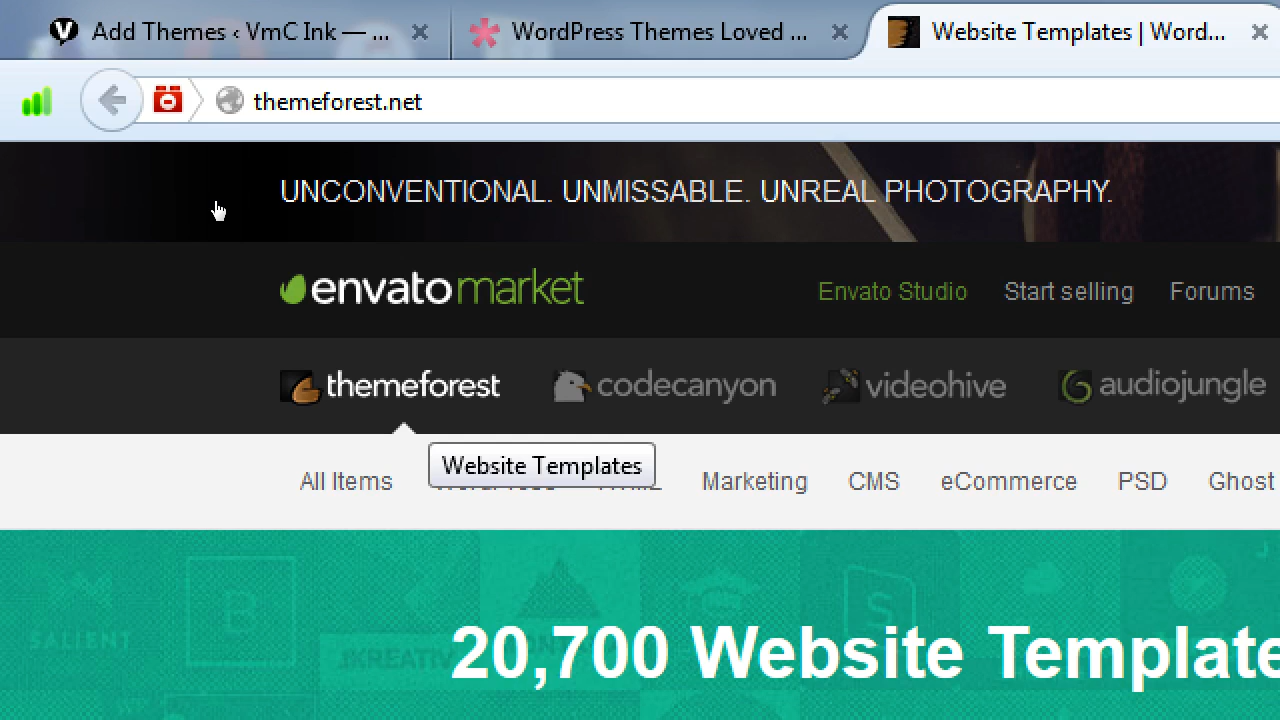 Add Themes ‹ VmC Ink — ...
WordPress Themes Loved ...
Website Templates | Word...
themeforest.net
UNCONVENTIONAL. UNMISSABLE. UNREAL PHOTOGRAPHY.
envatomarket
Envato Studio
Start selling
Forums
themeforest
codecanyon
videohive
audiojungle
Website Templates
All Items
Marketing
CMS
eCommerce
PSD
Ghost
SALIENT
B
S
20,700 Website Template